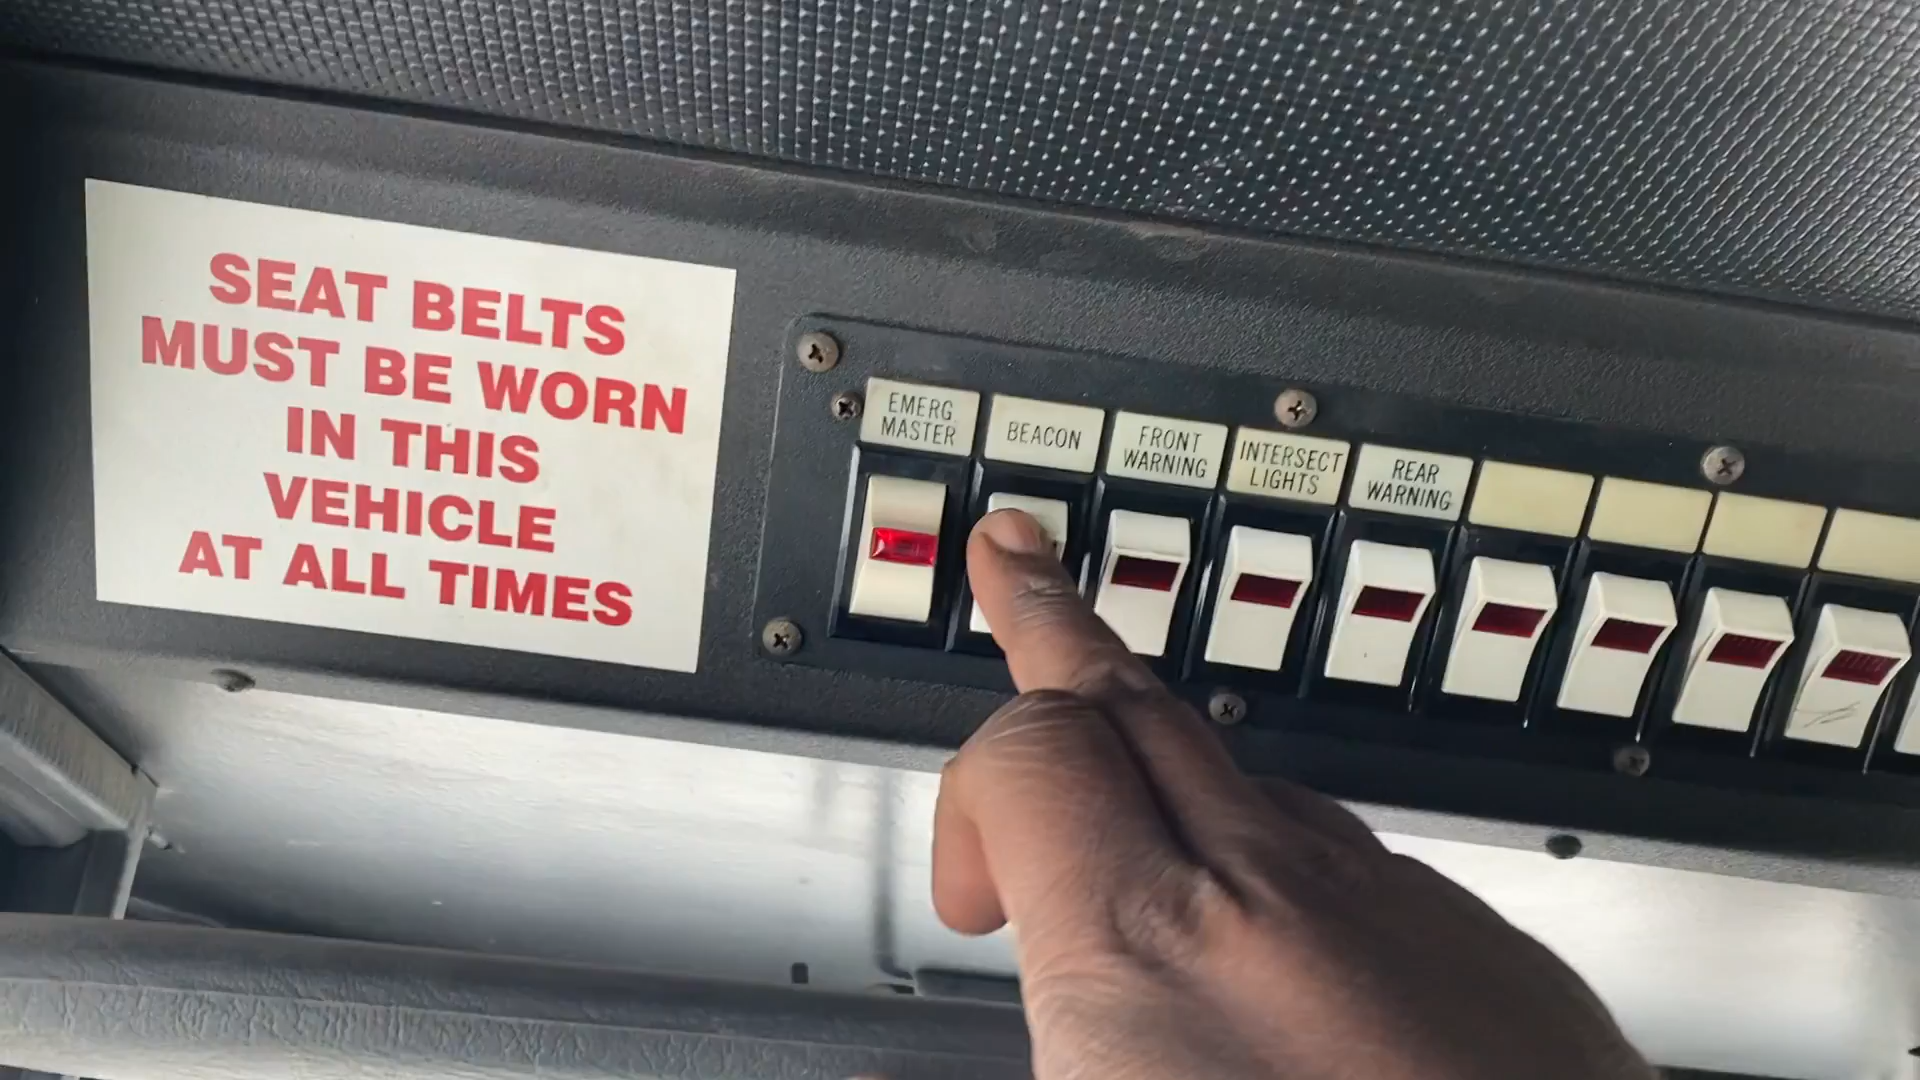 SEAT BELTS
MUST BE WORN
IN THIS
VEHICLE
AT ALL TIMES
EMERG
MASTER
BEACON
FRONT
WARNING
INTERSECT
LIGHTS
REAR
WARNING